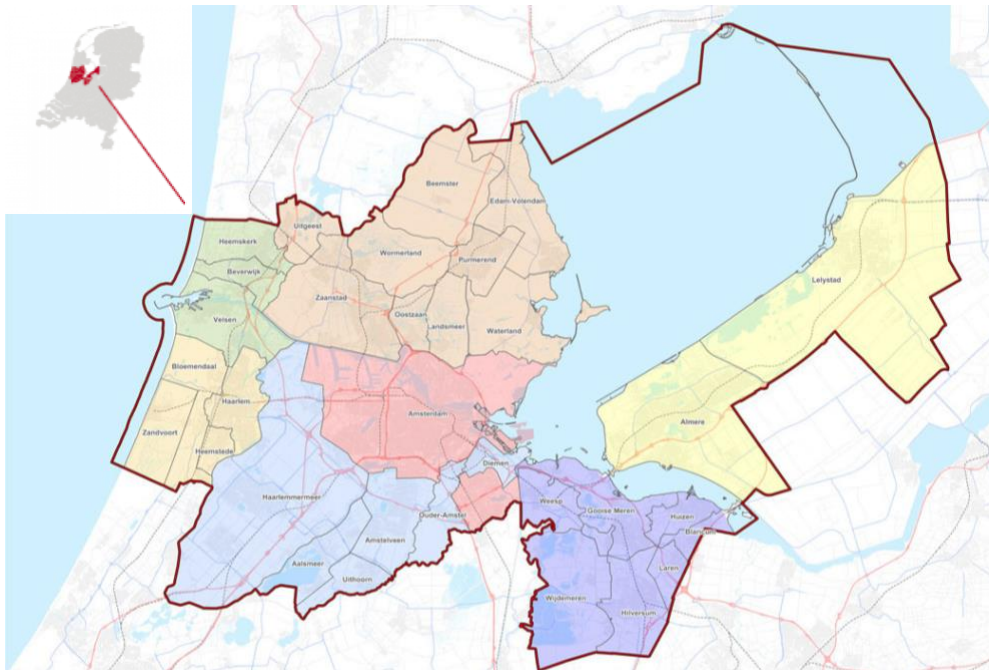 Beemster
Edam-Volendam
Uitgeest
Heemskerk
Wormerland
Purmerend
Beverwijk
Lelystad
Zaanstad
Oostzaan
Velsen
Landsmeer
Waterland
Bloemendaal
Haarlem
Amsterdam
Almere
Zandvoort
Heemstede
Diemen
Haarlemmermeer
Weesp
Gooise Meren
Ouder-Amstel
Huizen
Blaricum
Amstelveen
Aalsmeer
Laren
Uithoorn
Wijdemeren
Hilversum